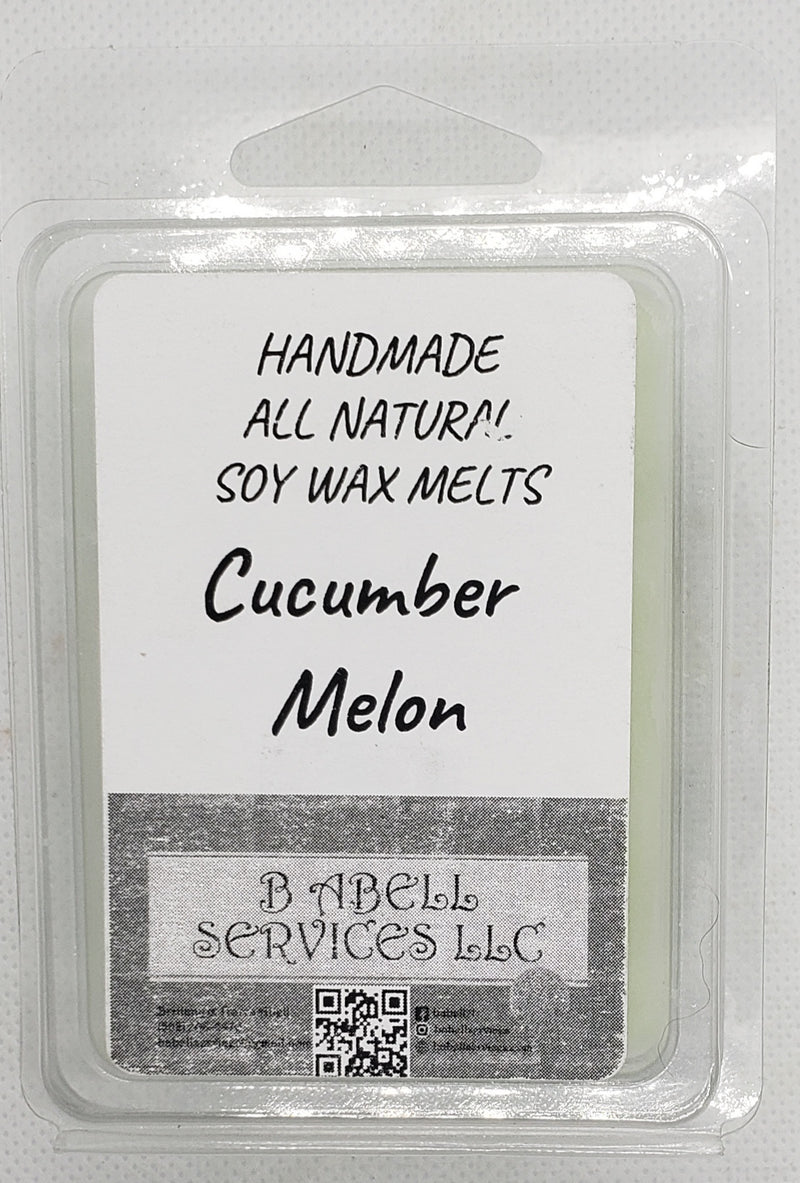 HANDMADE
ALL NATURAL
SOY WAX MELTS
Cucumber
Melon
B ABELL
SERVICES LLC